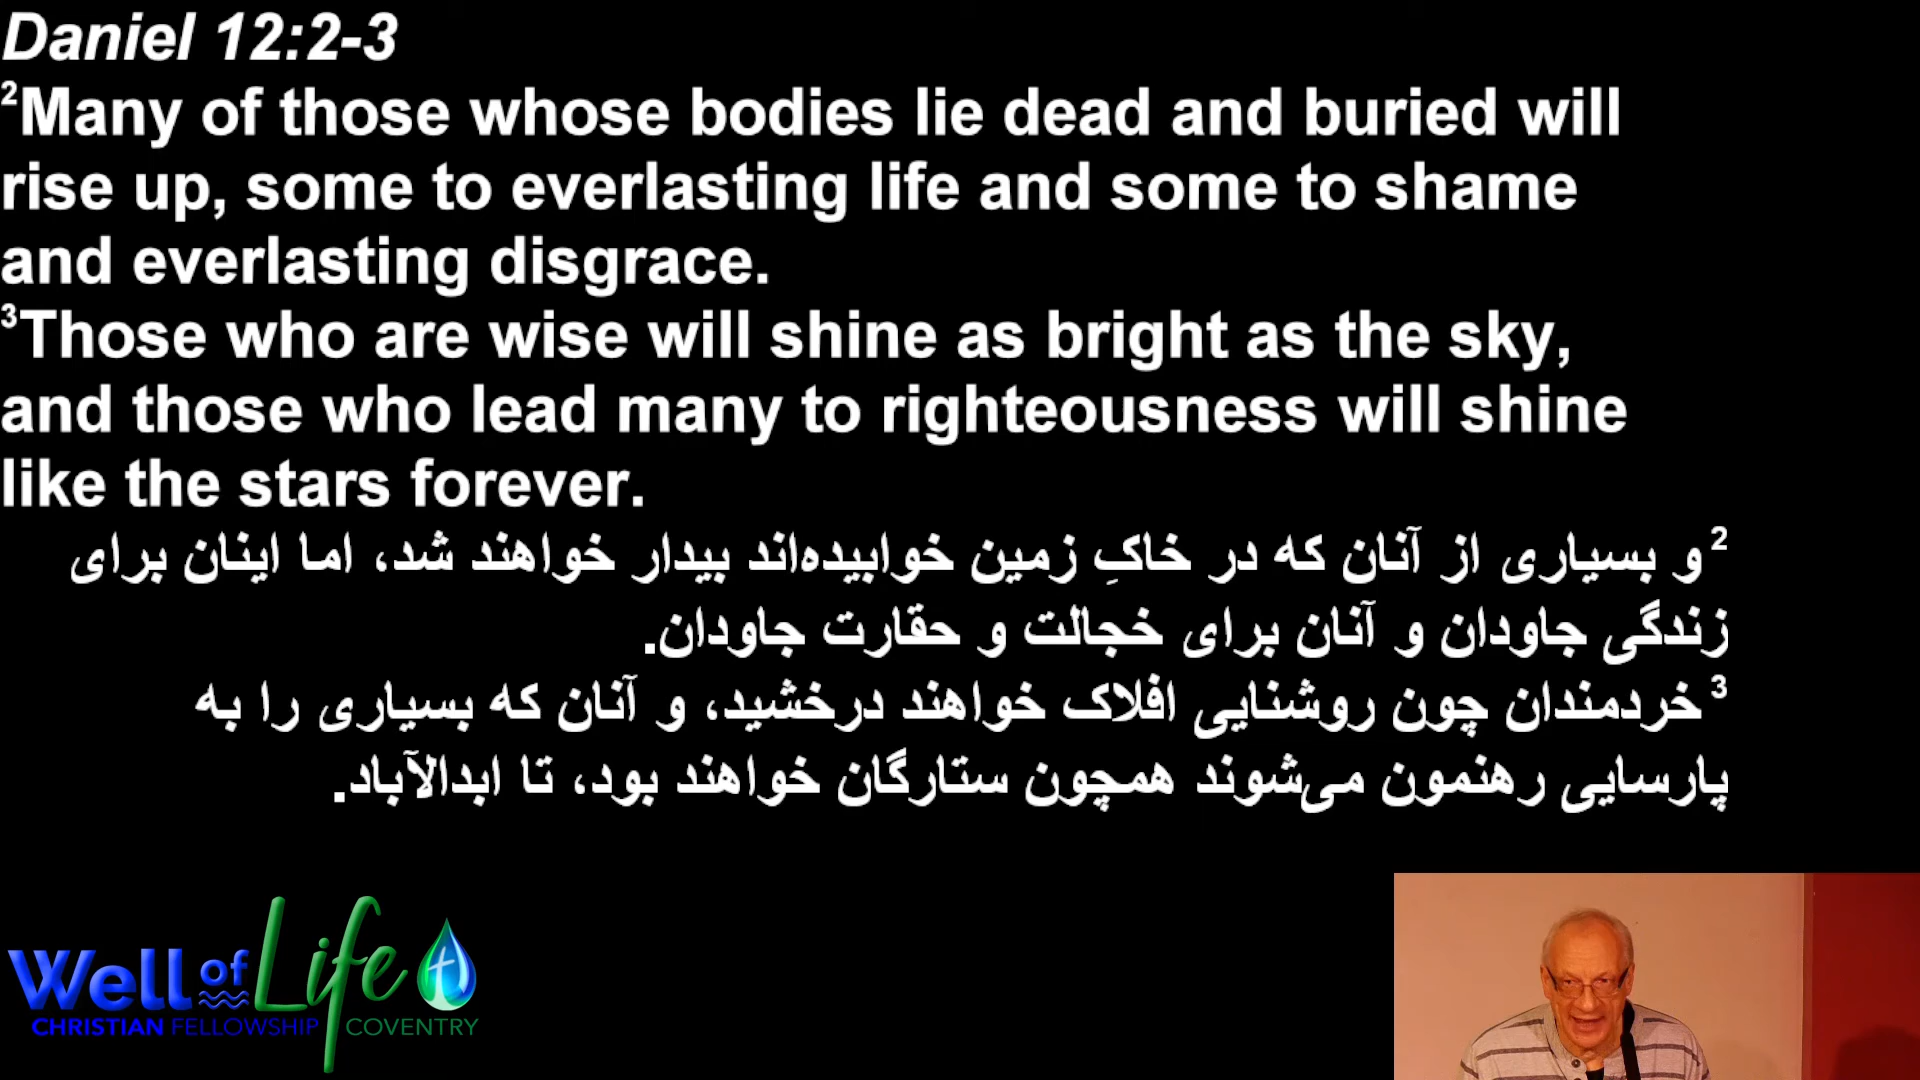 Daniel 12:2-3
²Many of those whose bodies lie dead and buried will
rise up, some to everlasting life and some to shame
and everlasting disgrace.
³Those who are wise will shine as bright as the sky,
and those who lead many to righteousness will shine
like the stars forever.
²و بسیاری از آنان که در خاکِ زمین خوابیده‌اند بیدار خواهند شد، اما اینان برای
زندگی جاودان و آنان برای خجالت و حقارت جاودان.
³خردمندان چون روشنایی افلاک خواهند درخشید، و آنان که بسیاری را به
پارسایی رهنمون می‌شوند همچون ستارگان خواهند بود، تا ابدالآباد.
Well of Life
CHRISTIAN FELLOWSHIP COVENTRY